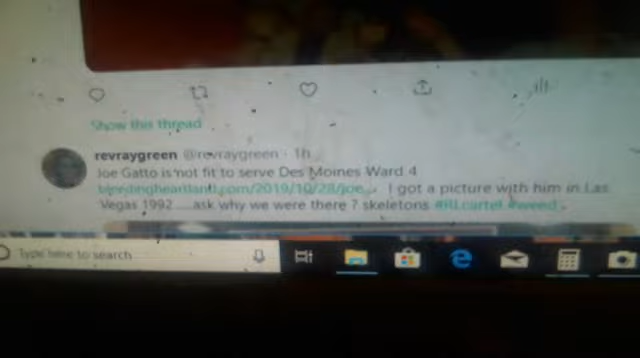 Show this thread
revraygreen @revraygreen · 1h
Joe Gatto is not fit to serve Des Moines Ward 4
bleedingheartland.com/2019/10/28/joe… . I got a picture with him in Las
Vegas 1992 .....ask why we were there ? skeletons #weed
Type here to search